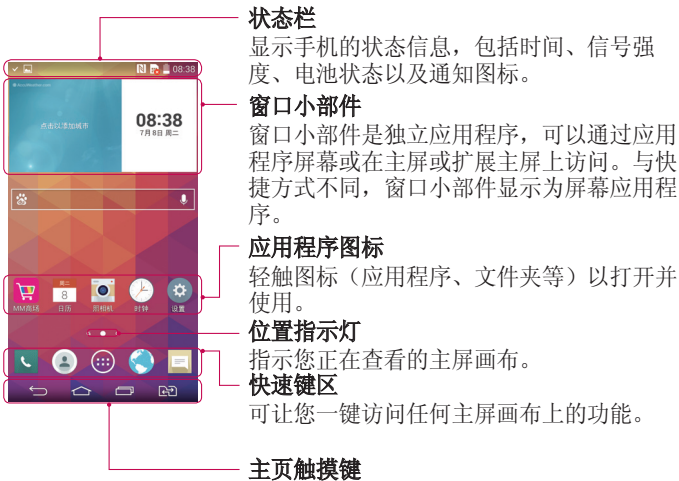 状态栏
显示手机的状态信息，包括时间、信号强
度、电池状态以及通知图标。
08:38
AccuWeather.com
点击以添加城市
08:38
7月8日 周二
窗口小部件
窗口小部件是独立应用程序，可以通过应用
程序屏幕或在主屏或扩展主屏上访问。与快
捷方式不同，窗口小部件显示为屏幕应用程
序。
应用程序图标
轻触图标（应用程序、文件夹等）以打开并
使用。
周二
8
MM商场 日历 照相机 时钟 设置
位置指示灯
指示您正在查看的主屏画布。
快速键区
可让您一键访问任何主屏画布上的功能。
主页触摸键